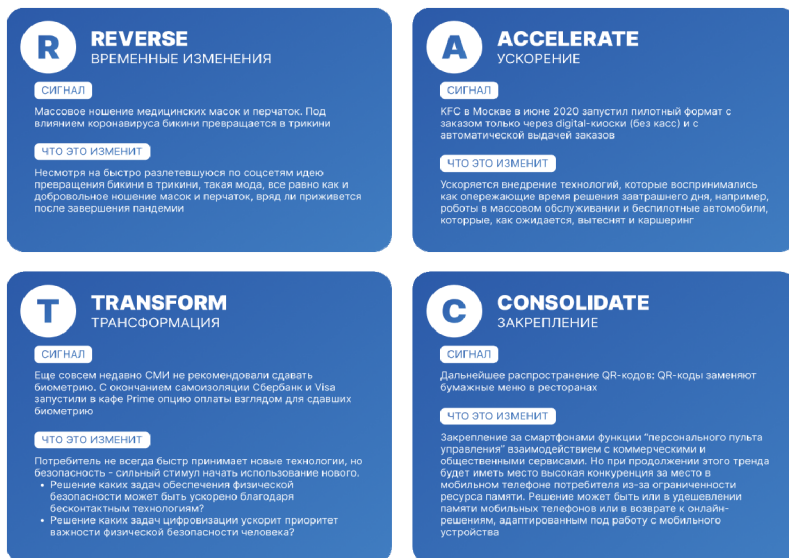 R
REVERSE
ВРЕМЕННЫЕ ИЗМЕНЕНИЯ
СИГНАЛ
Массовое ношение медицинских масок и перчаток. Под
влиянием коронавируса бикини превращается в трикини
ЧТО ЭТО ИЗМЕНИТ
Несмотря на быстро разлетевшуюся по соцсетям идею
превращения бикини в трикини, такая мода, все равно как и
добровольное ношение масок и перчаток, вряд ли приживется
после завершения пандемии
A
ACCELERATE
УСКОРЕНИЕ
СИГНАЛ
KFC в Москве в июне 2020 запустил пилотный формат с
заказом только через digital-киоски (без касс) и с
автоматической выдачей заказов
ЧТО ЭТО ИЗМЕНИТ
Ускоряется внедрение технологий, которые воспринимались
как опережающие время решения завтрашнего дня, например,
роботы в массовом обслуживании и беспилотные автомобили,
которрые, как ожидается, вытеснят и каршеринг
T
TRANSFORM
ТРАНСФОРМАЦИЯ
СИГНАЛ
Еще совсем недавно СМИ не рекомендовали сдавать
биометрию. С окончанием самоизоляции Сбербанк и Visa
запустили в кафе Prime опцию оплаты взглядом для сдавших
биометрию
ЧТО ЭТО ИЗМЕНИТ
Потребитель не всегда быстр принимает новые технологии, но
безопасность - сильный стимул начать использование нового.
• Решение каких задач обеспечения физической
безопасности может быть ускорено благодаря
бесконтактным технологиям?
• Решение каких задач цифровизации ускорит приоритет
важности физической безопасности человека?
C
CONSOLIDATE
ЗАКРЕПЛЕНИЕ
СИГНАЛ
Дальнейшее распространение QR-кодов: QR-коды заменяют
бумажные меню в ресторанах
ЧТО ЭТО ИЗМЕНИТ
Закрепление за смартфонами функции "персонального пульта
управления" взаимодействием с коммерческими и
общественными сервисами. Но при продолжении этого тренда
будет иметь место высокая конкуренция за место в
мобильном телефоне потребителя из-за ограниченности
ресурса памяти. Решение может быть или в удешевлении
памяти мобильных телефонов или в возврате к онлайн-
решениям, адаптированным под работу с мобильного
устройства